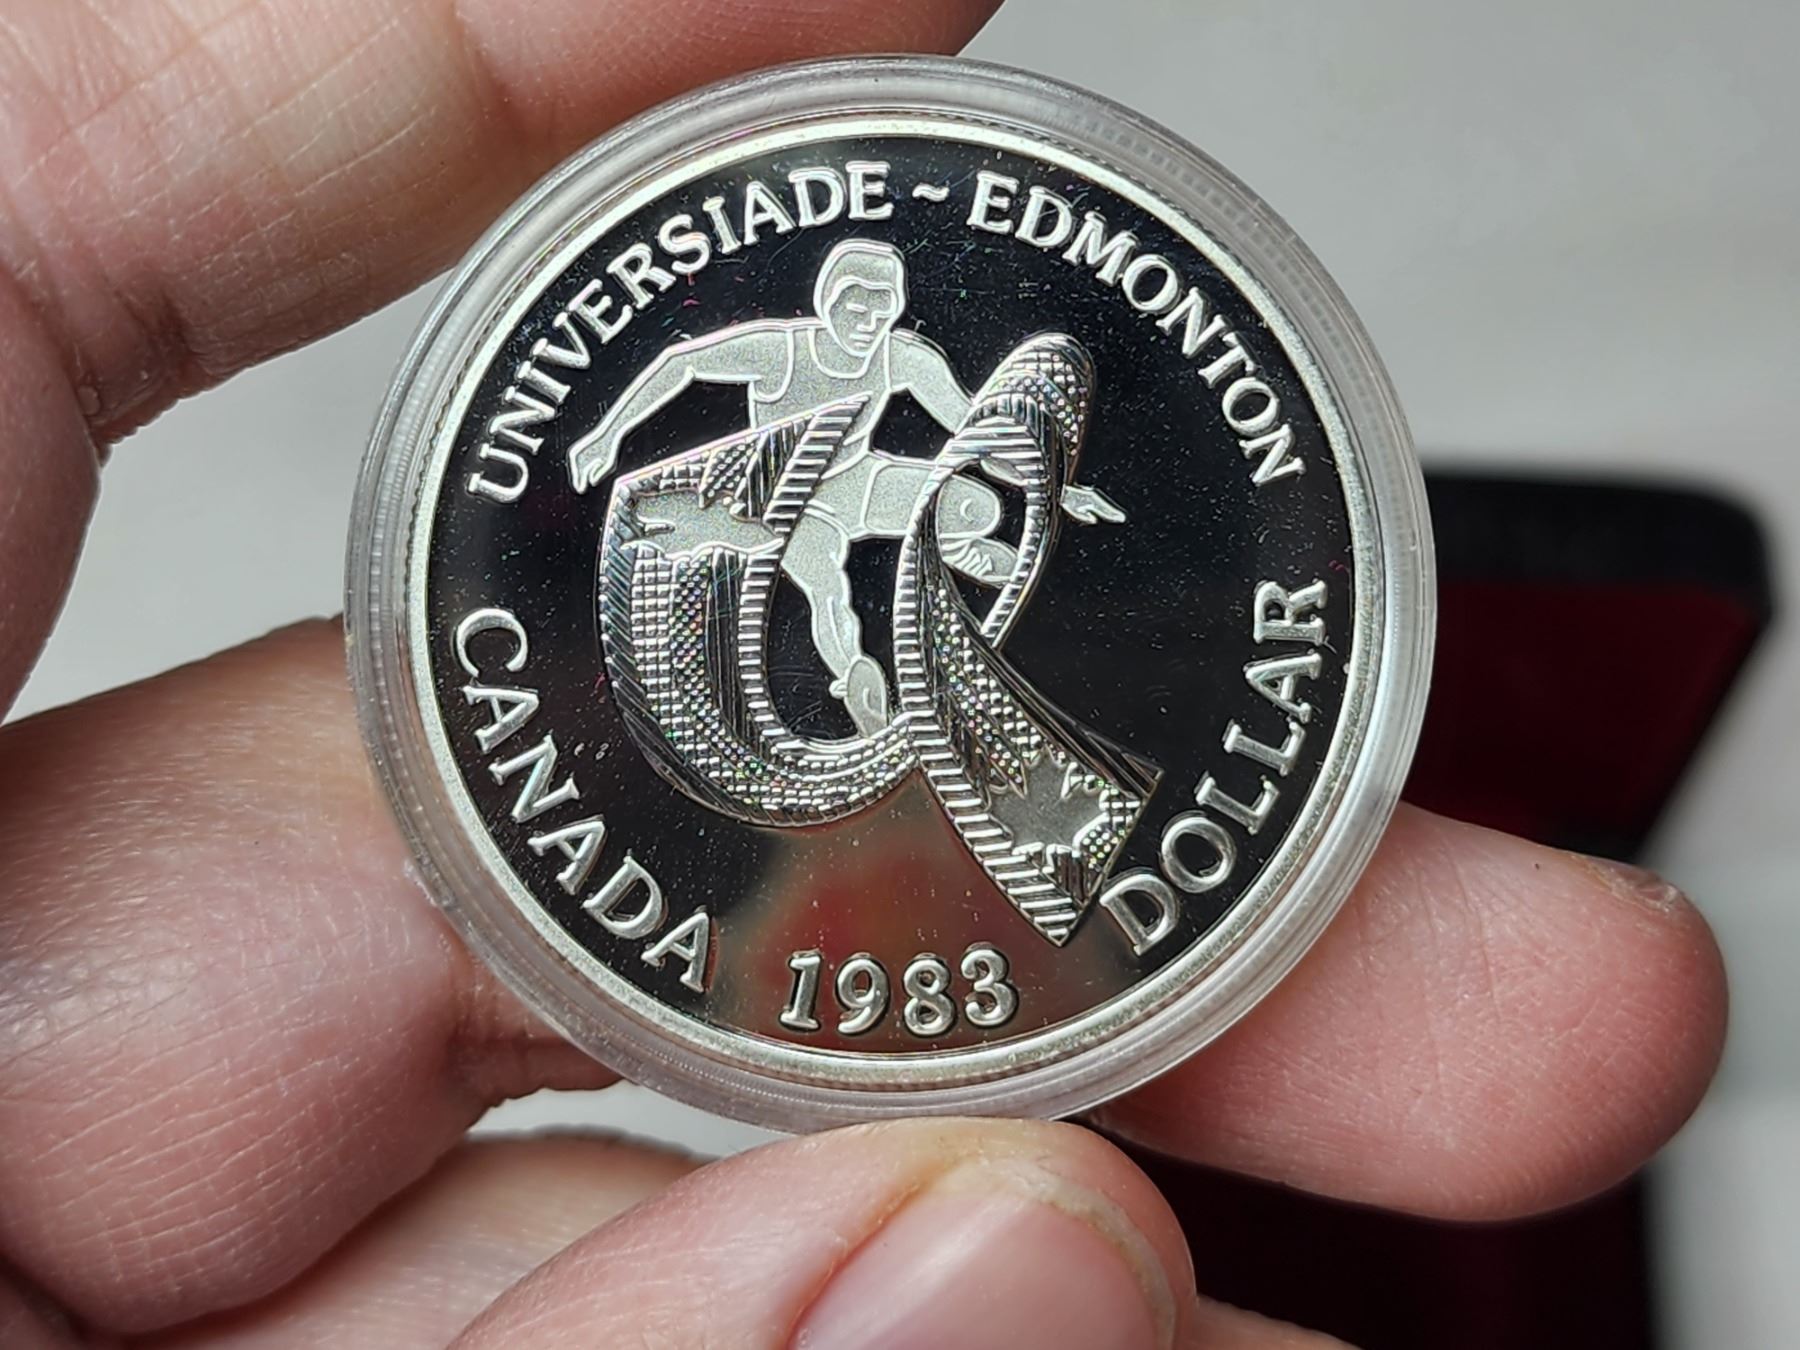 UNIVERSIADE ~ EDMONTON
CANADA 1983 DOLLAR